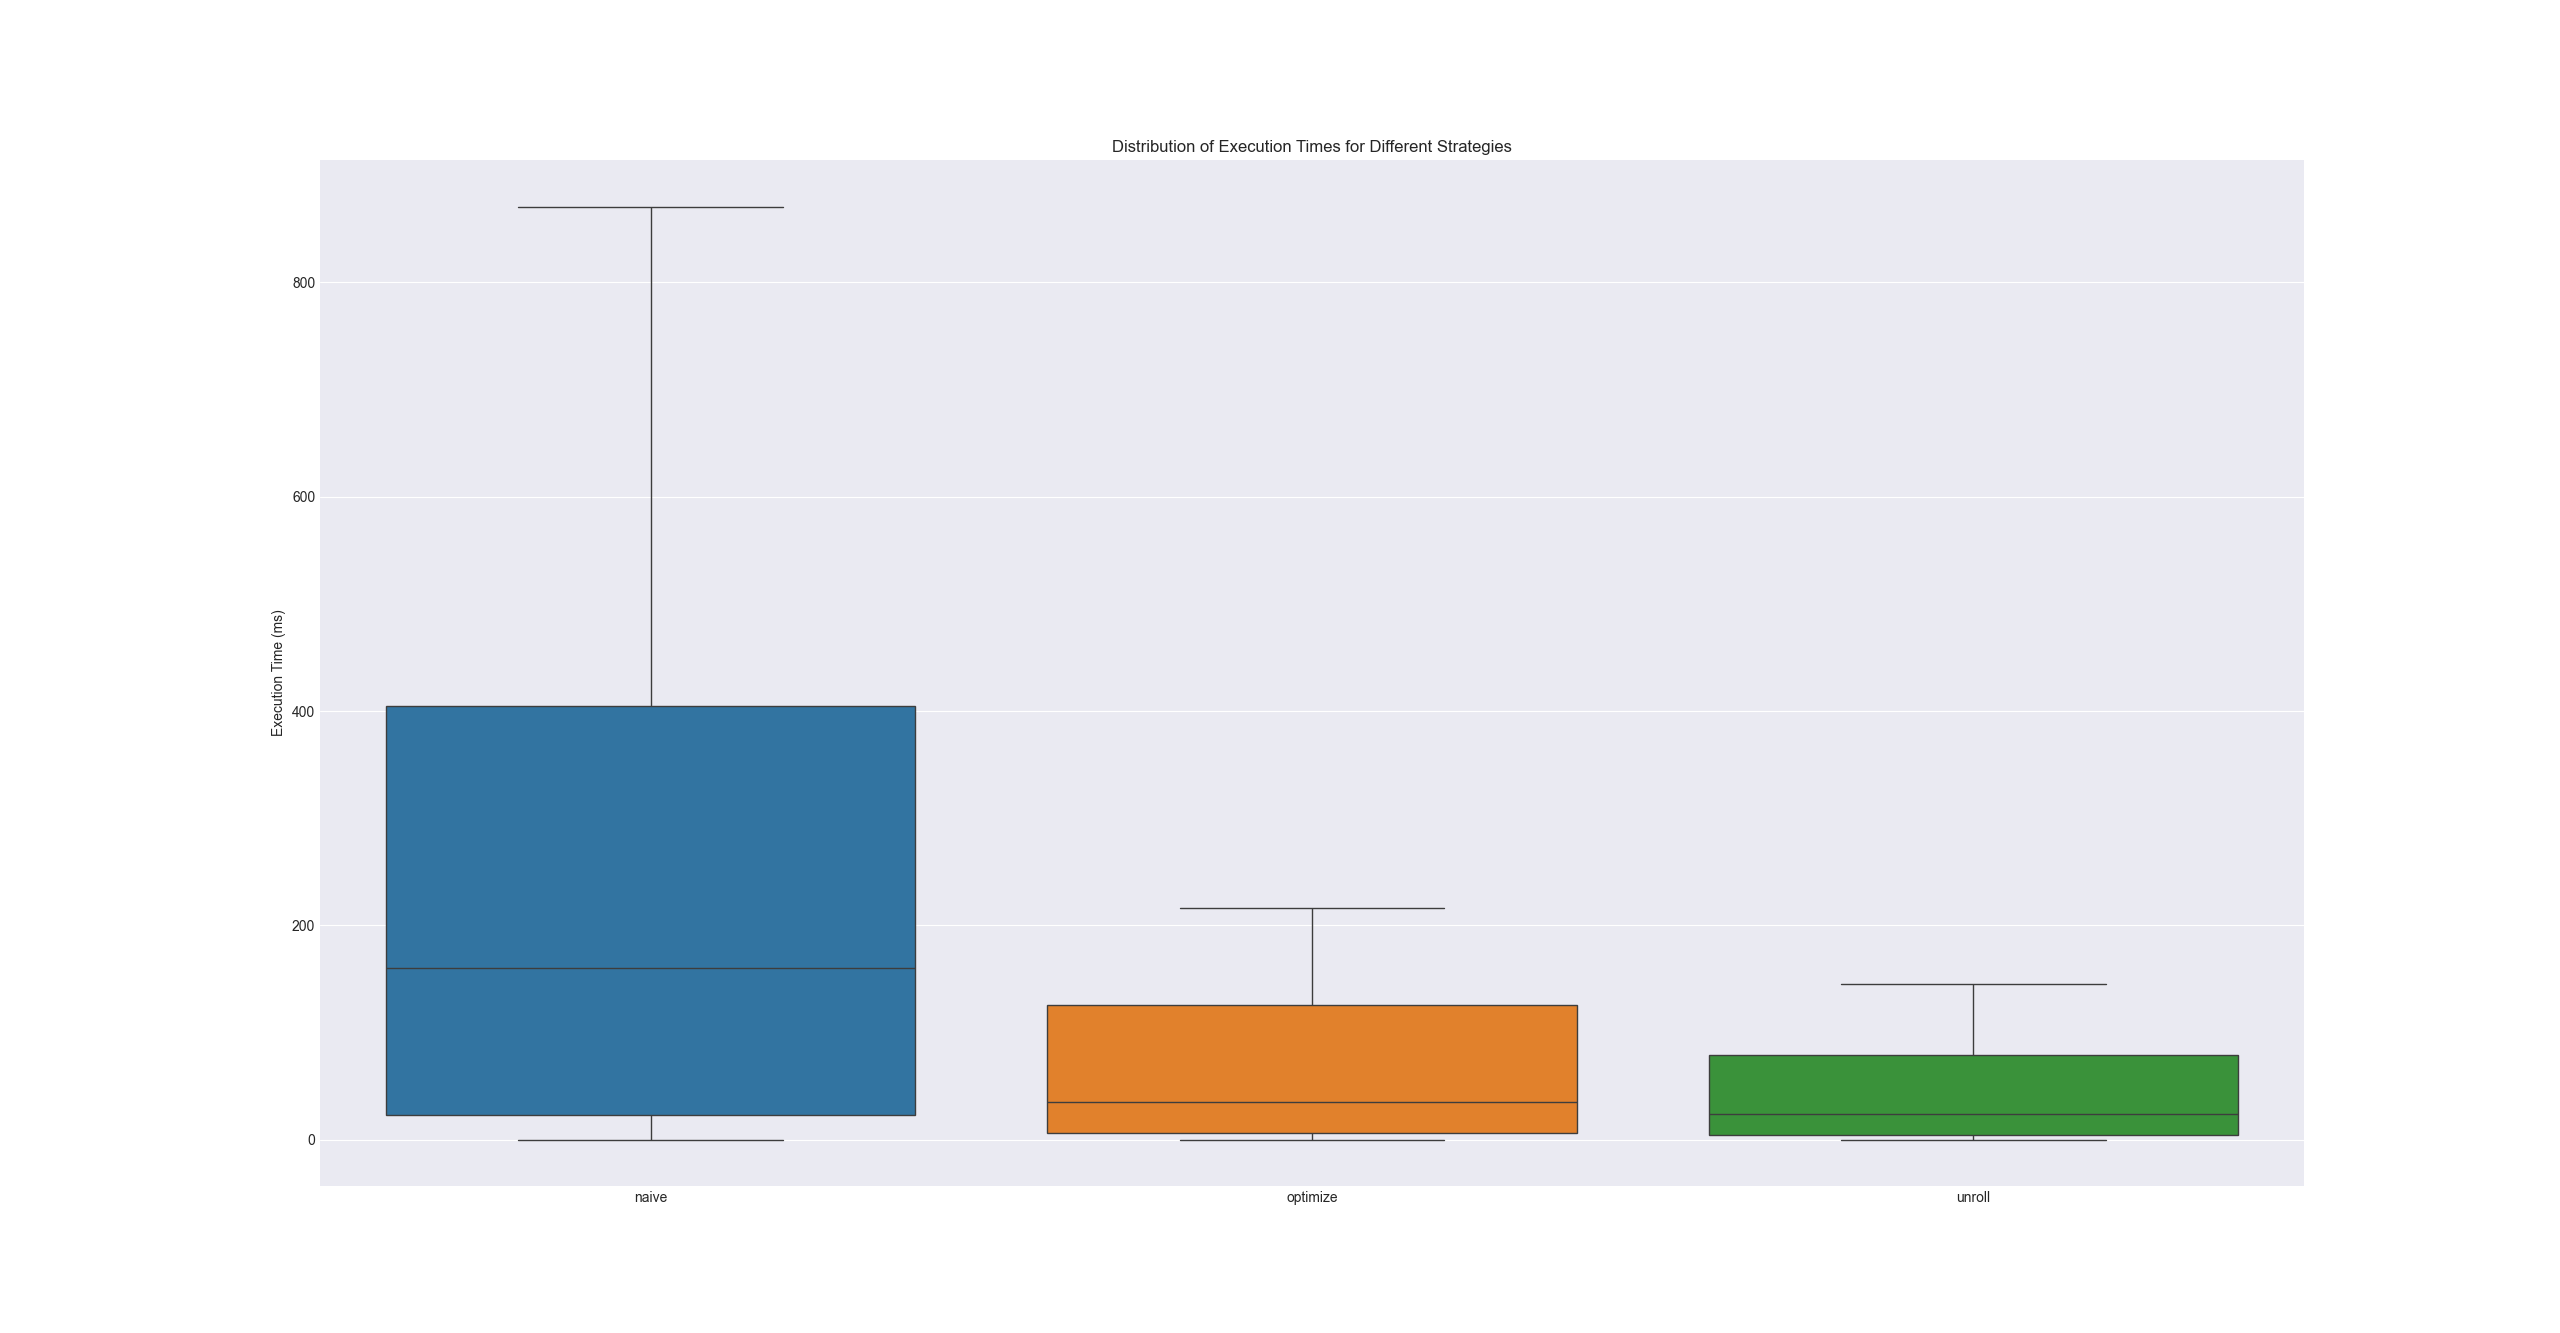 Distribution of Execution Times for Different Strategies
800
600
400
200
0
Execution Time (ms)
naive
optimize
unroll